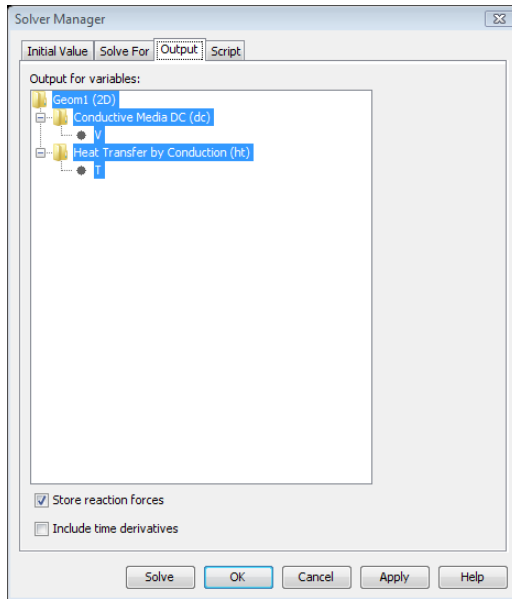 Solver Manager
Initial Value Solve For Output Script
Output for variables:
Geom1 (2D)
Conductive Media DC (dc)
V
Heat Transfer by Conduction (ht)
T
Store reaction forces
Include time derivatives
Solve OK Cancel Apply Help